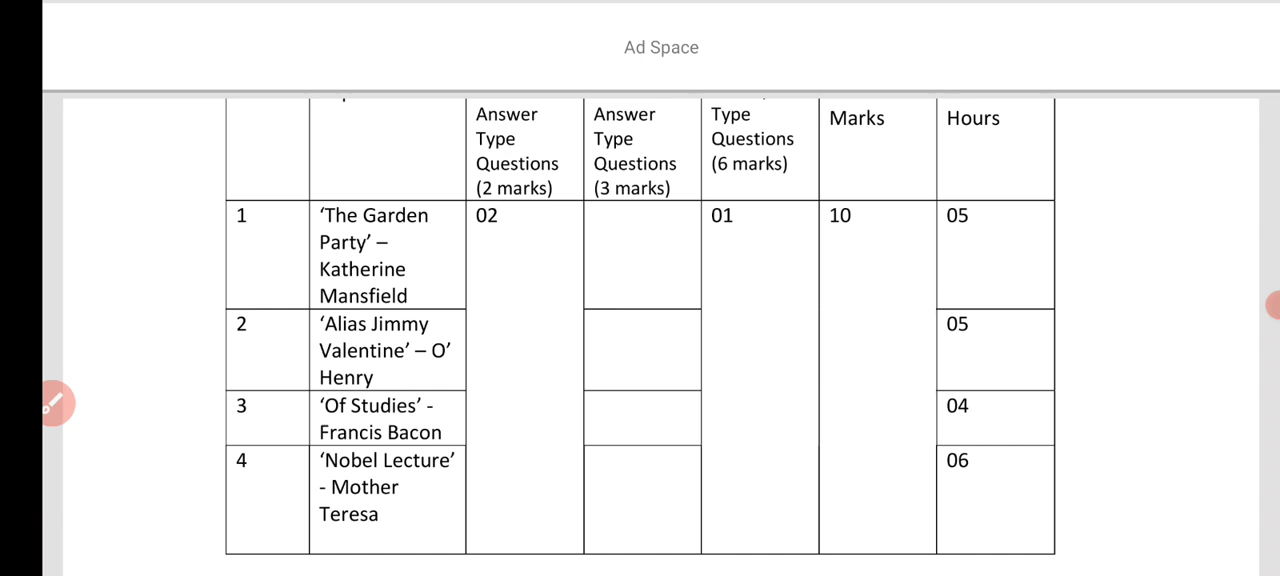 Ad Space
Answer Answer Type Marks Hours
Type Type Questions
Questions Questions (6 marks)
(2 marks) (3 marks)
1 ‘The Garden 02 01 10 05
Party’ –
Katherine
Mansfield
2 ‘Alias Jimmy 05
Valentine’ – O’
Henry
3 ‘Of Studies’ - 04
Francis Bacon
4 ‘Nobel Lecture’ 06
- Mother
Teresa